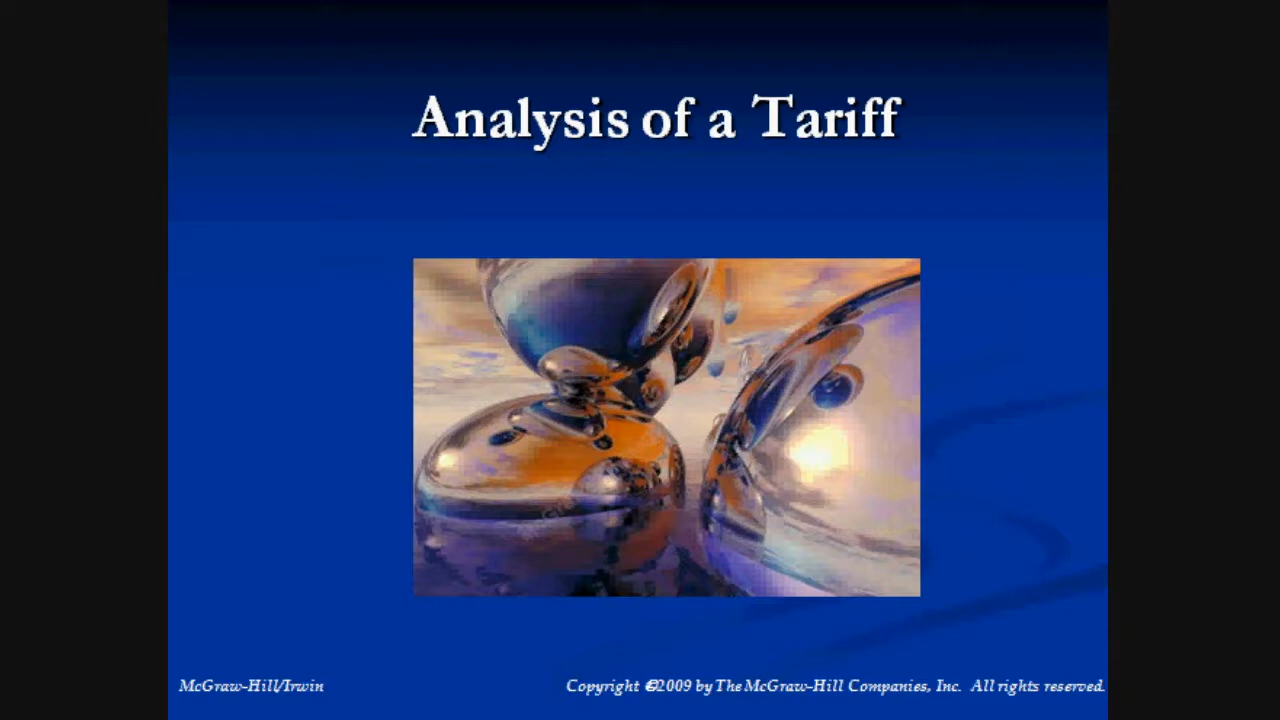 Analysis of a Tariff
McGraw-Hill/Irwin
Copyright ©2009 by The McGraw-Hill Companies, Inc. All rights reserved.